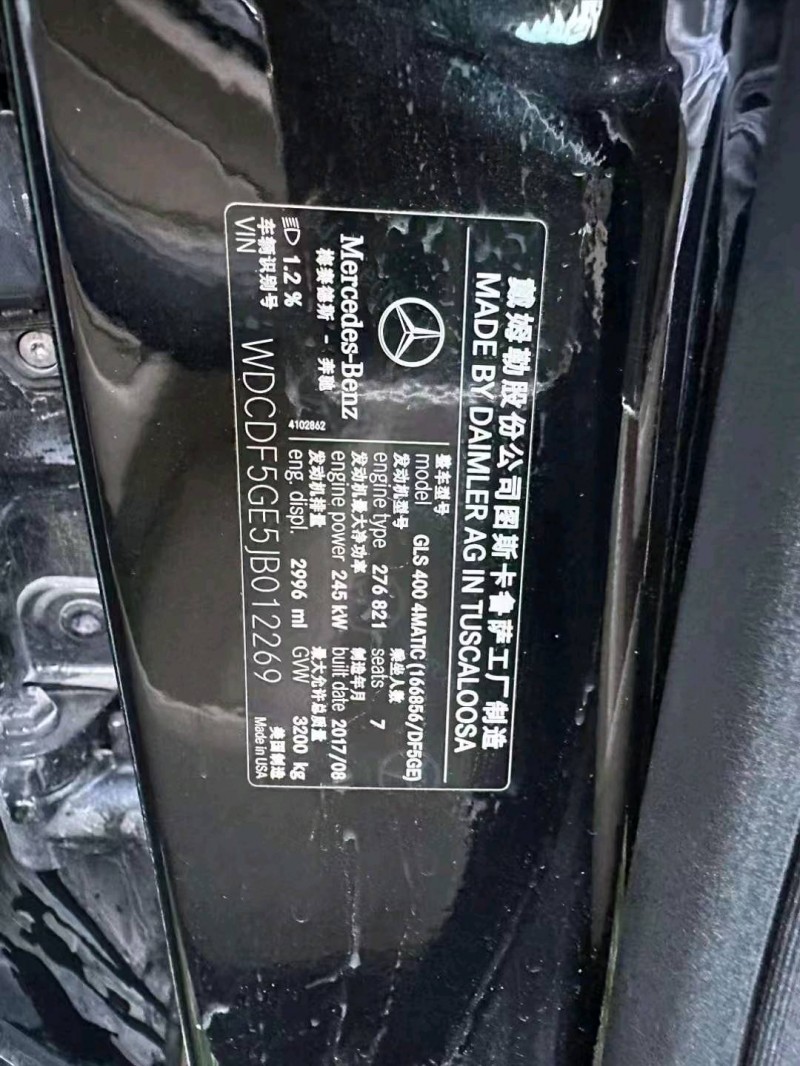 戴姆勒股份公司图斯卡鲁萨工厂制造
MADE BY DAIMLER AG IN TUSCALOOSA
Mercedes-Benz
梅赛德斯 - 奔驰
4102862
整车型号
model GLS 400 4MATIC (166856/DF5GE)
发动机型号 乘坐人数
engine type 276 821 seats 7
发动机最大净功率 制造年月
engine power 245 kW built date 2017/08
发动机排量 最大允许总质量
eng. displ. 2996 ml GVW 3200 kg
1.2 %
车辆识别号
VIN WDCDF5GE5JB012269
美国制造
Made in USA